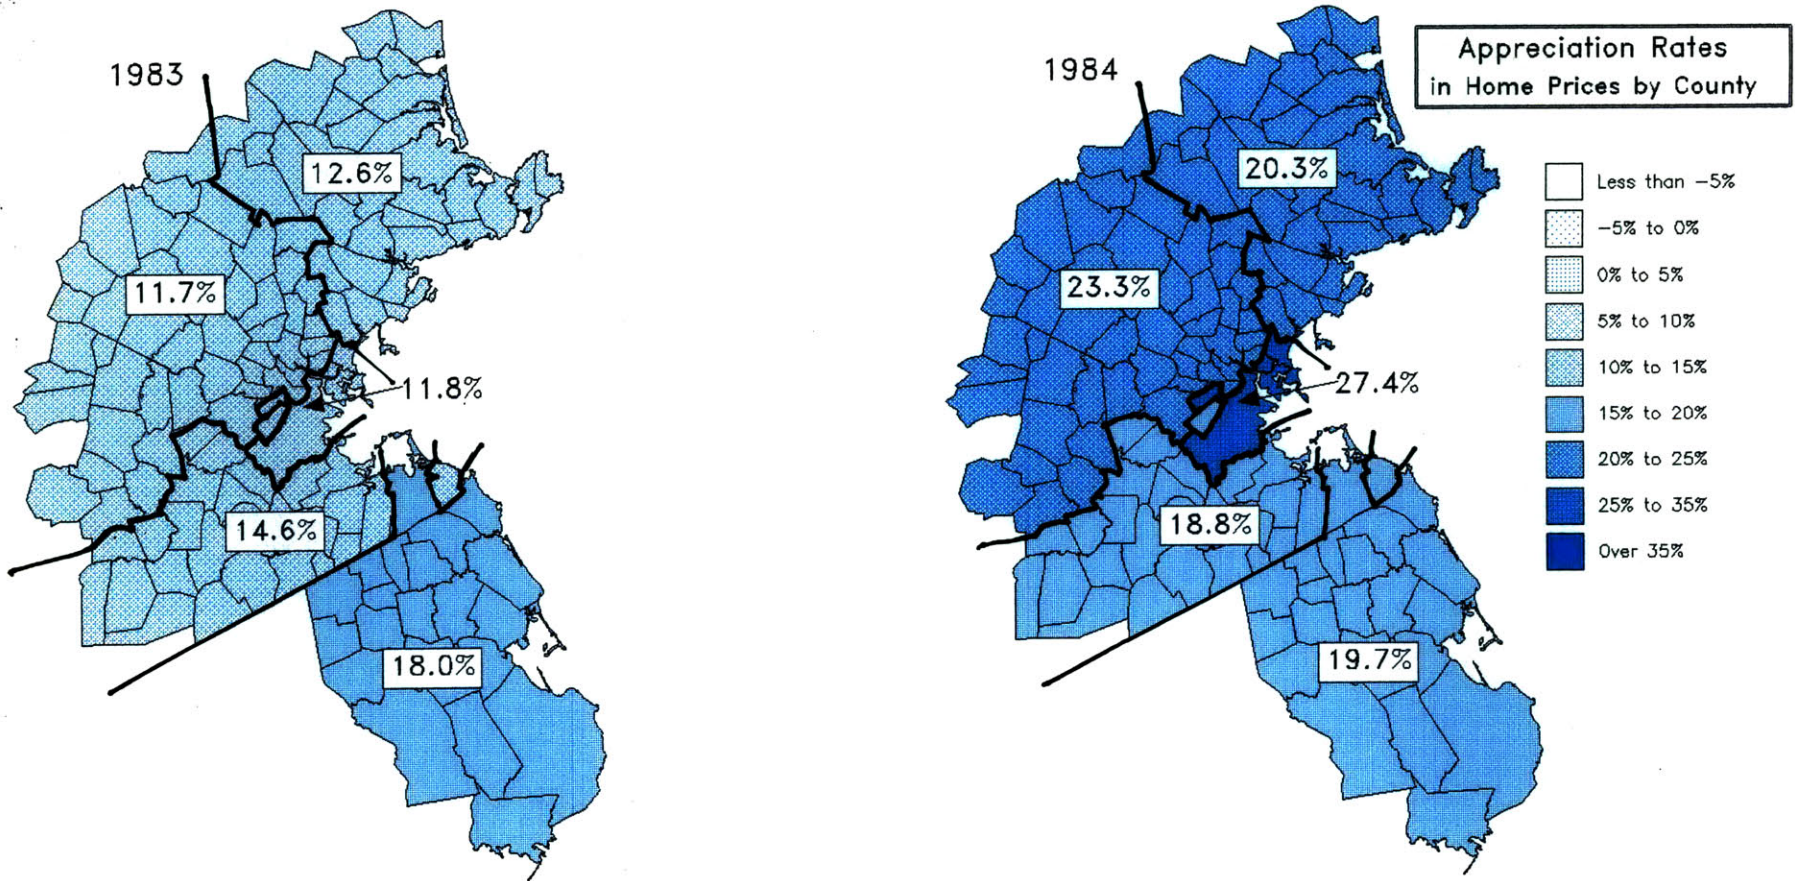 1983
12.6%
11.7%
11.8%
14.6%
18.0%
1984
20.3%
23.3%
27.4%
18.8%
19.7%
Appreciation Rates
in Home Prices by County
Less than -5%
-5% to 0%
0% to 5%
5% to 10%
10% to 15%
15% to 20%
20% to 25%
25% to 35%
Over 35%